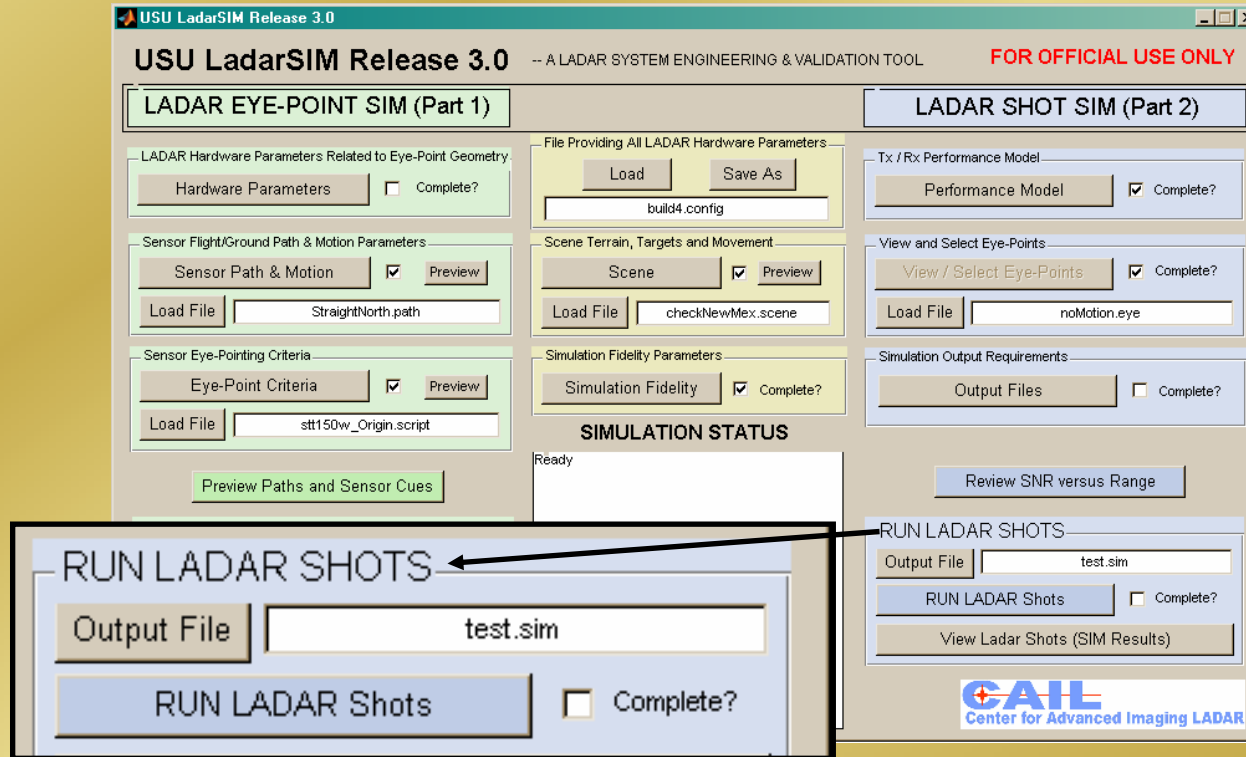 USU LadarSIM Release 3.0
USU LadarSIM Release 3.0 -- A LADAR SYSTEM ENGINEERING & VALIDATION TOOL FOR OFFICIAL USE ONLY
LADAR EYE-POINT SIM (Part 1)
LADAR Hardware Parameters Related to Eye-Point Geometry
Hardware Parameters Complete?
Sensor Flight/Ground Path & Motion Parameters
Sensor Path & Motion Preview
Load File StraightNorth.path
Sensor Eye-Pointing Criteria
Eye-Point Criteria Preview
Load File stt150w_Origin.script
Preview Paths and Sensor Cues
File Providing All LADAR Hardware Parameters
Load Save As
build4.config
Scene Terrain, Targets and Movement
Scene Preview
Load File checkNewMex.scene
Simulation Fidelity Parameters
Simulation Fidelity Complete?
SIMULATION STATUS
Ready
LADAR SHOT SIM (Part 2)
Tx / Rx Performance Model
Performance Model Complete?
View and Select Eye-Points
View / Select Eye-Points Complete?
Load File noMotion.eye
Simulation Output Requirements
Output Files Complete?
Review SNR versus Range
RUN LADAR SHOTS
Output File test.sim
RUN LADAR Shots Complete?
View Ladar Shots (SIM Results)
CAIL
Center for Advanced Imaging LADAR
RUN LADAR SHOTS
Output File test.sim
RUN LADAR Shots Complete?